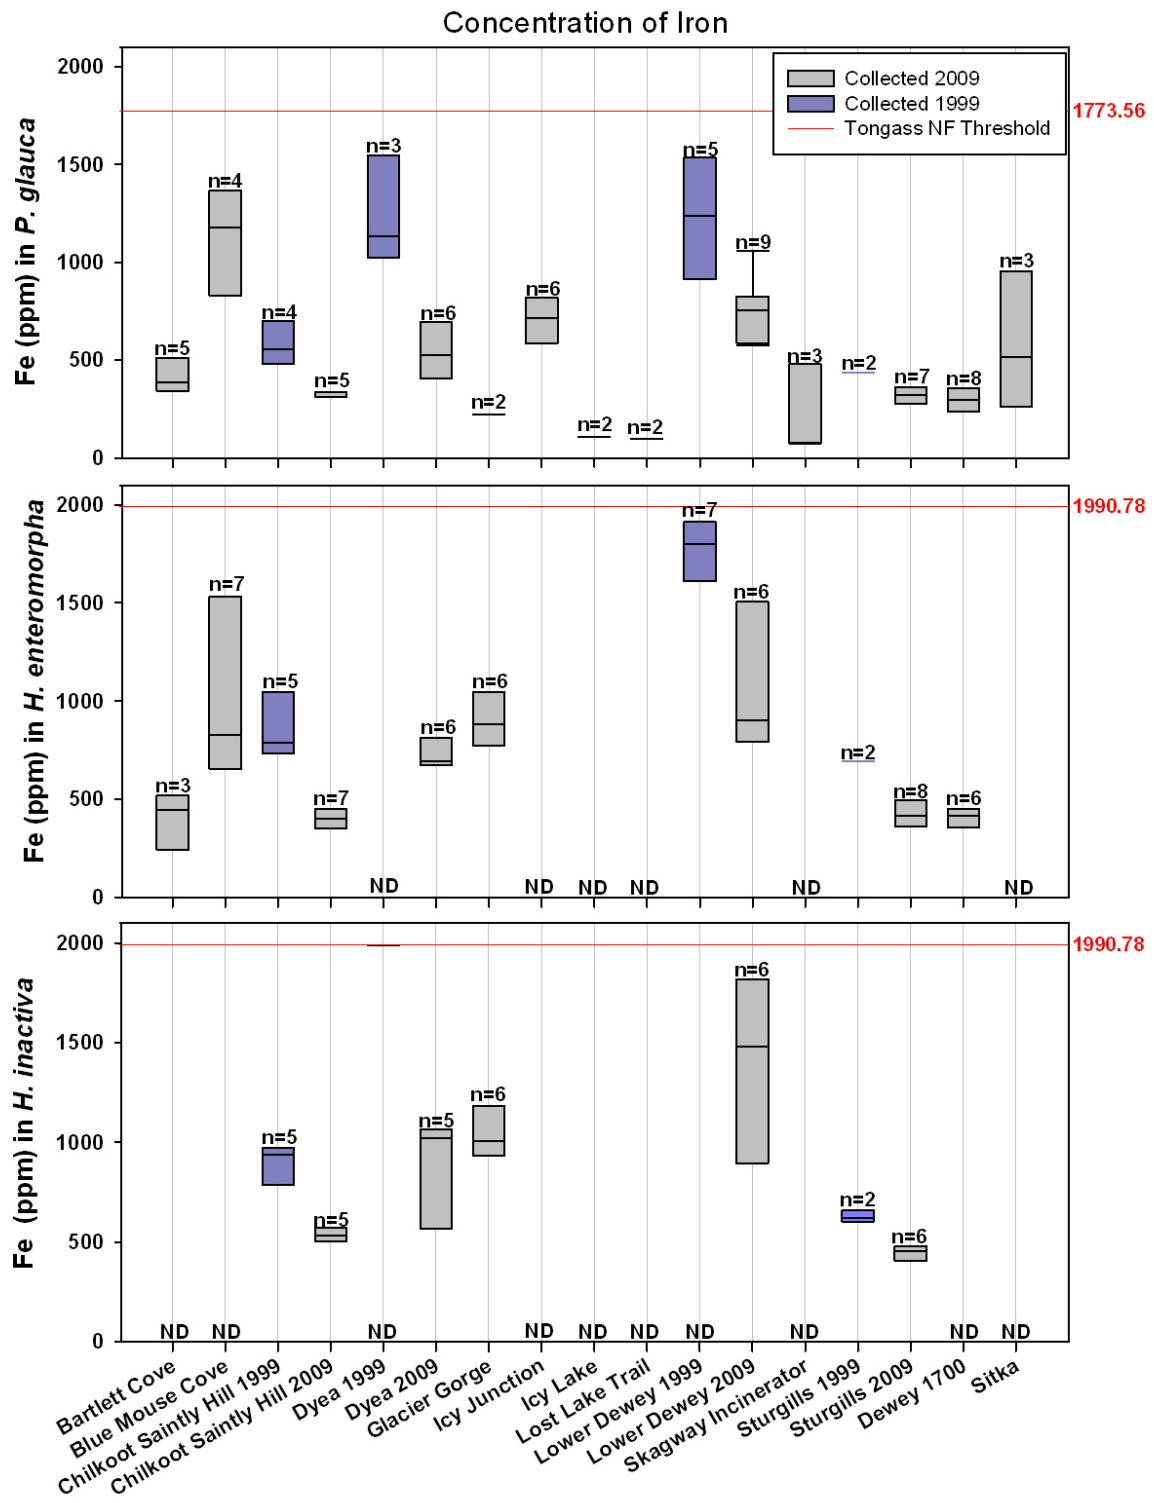 Concentration of Iron
Collected 2009
Collected 1999
Tongass NF Threshold
Fe (ppm) in P. glauca
2000
1500
1000
500
0
1773.56
n=5
n=4
n=4
n=5
n=3
n=6
n=2
n=6
n=2
n=2
n=5
n=9
n=3
n=2
n=7
n=8
n=3
Fe (ppm) in H. enteromorpha
2000
1500
1000
500
0
1990.78
n=3
n=7
n=5
n=7
ND
n=6
n=6
ND
ND
ND
n=7
n=6
ND
n=2
n=8
n=6
ND
Fe (ppm) in H. inactiva
2000
1500
1000
500
0
1990.78
ND
ND
n=5
n=5
ND
n=5
n=6
ND
ND
ND
ND
n=6
ND
n=2
n=6
ND
ND
Bartlett Cove
Blue Mouse Cove
Chilkoot Saintly Hill 1999
Chilkoot Saintly Hill 2009
Dyea 1999
Dyea 2009
Glacier Gorge
Icy Junction
Icy Lake
Lost Lake Trail
Lower Dewey 1999
Lower Dewey 2009
Skagway Incinerator
Sturgills 1999
Sturgills 2009
Dewey 1700
Sitka